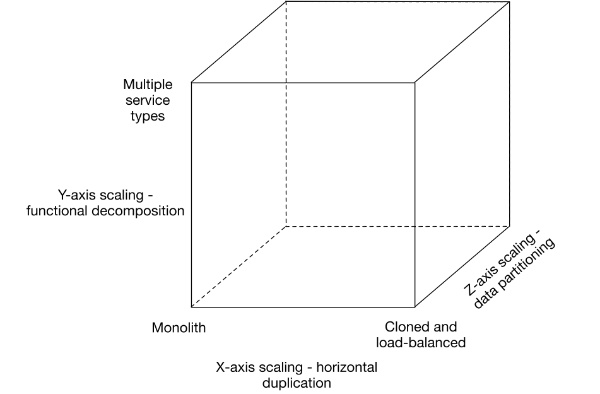 Multiple
service
types
Y-axis scaling -
functional decomposition
Z-axis scaling -
data partitioning
Monolith
Cloned and
load-balanced
X-axis scaling - horizontal
duplication